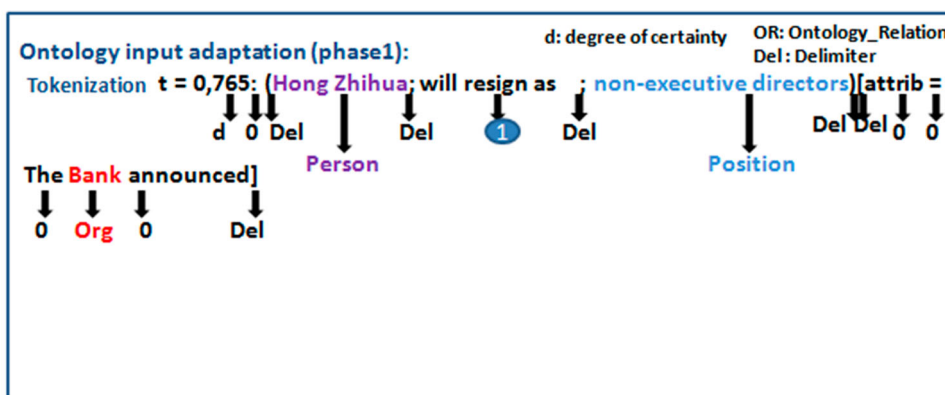 Ontology input adaptation (phase1):
d: degree of certainty
OR: Ontology_Relation
Del : Delimiter
Tokenization t = 0,765: (Hong Zhihua; will resign as ; non-executive directors)[attrib =
d 0 Del Del 1 Del Del Del 0 0
Person Position
The Bank announced]
0 Org 0 Del